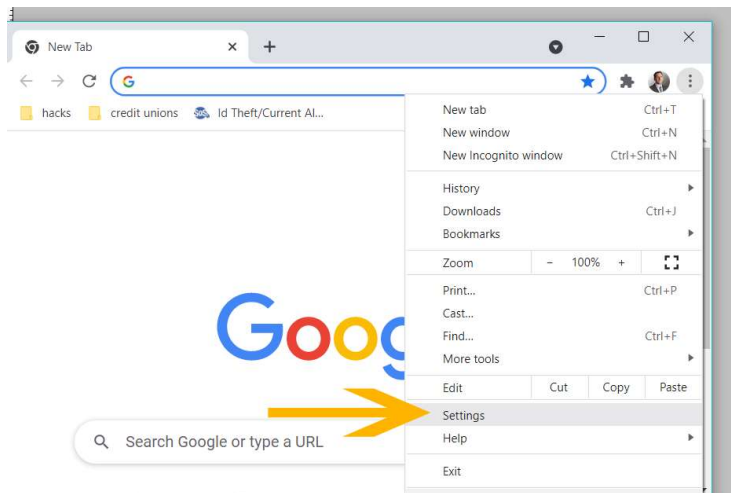 New Tab
G
hacks credit unions Id Theft/Current Al...
New tab Ctrl+T
New window Ctrl+N
New Incognito window Ctrl+Shift+N
History
Downloads Ctrl+J
Bookmarks
Zoom - 100% +
Print... Ctrl+P
Cast...
Find... Ctrl+F
More tools
Edit Cut Copy Paste
Settings
Help
Exit
Goog
Search Google or type a URL